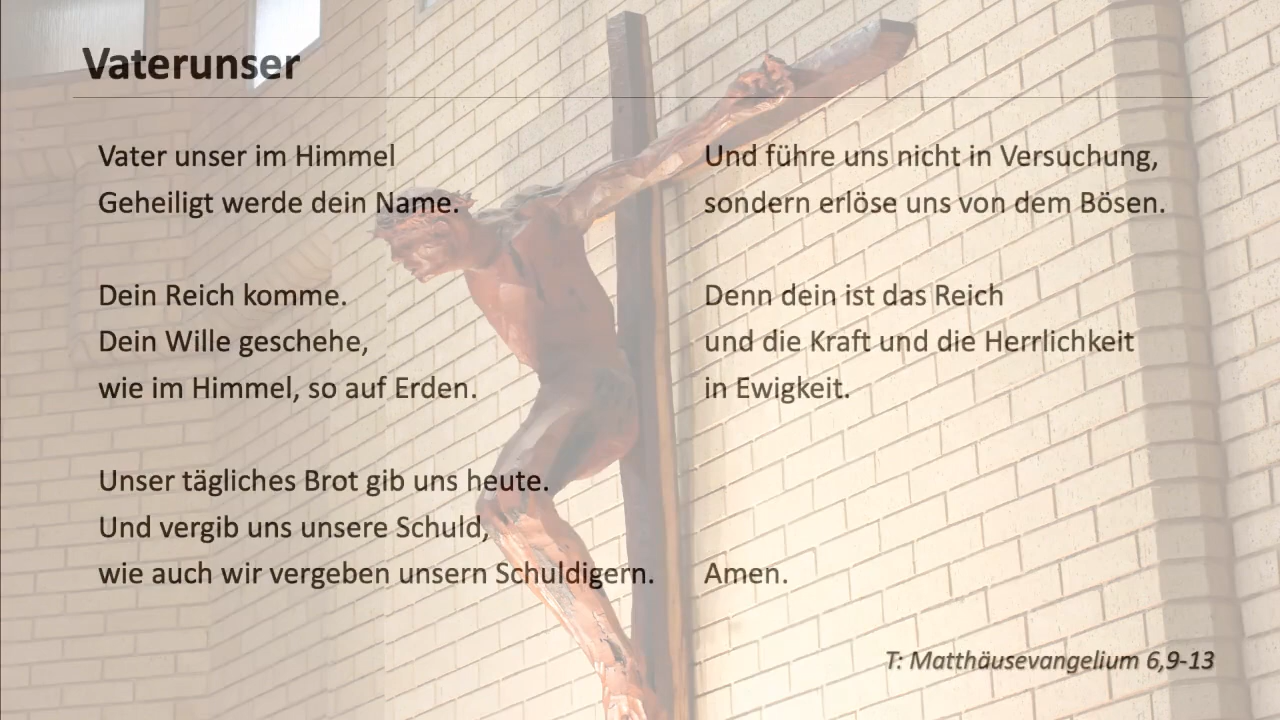 Vaterunser
Vater unser im Himmel
Geheiligt werde dein Name.
Dein Reich komme.
Dein Wille geschehe,
wie im Himmel, so auf Erden.
Unser tägliches Brot gib uns heute.
Und vergib uns unsere Schuld,
wie auch wir vergeben unsern Schuldigern.
Und führe uns nicht in Versuchung,
sondern erlöse uns von dem Bösen.
Denn dein ist das Reich
und die Kraft und die Herrlichkeit
in Ewigkeit.
Amen.
T: Matthäusevangelium 6,9-13